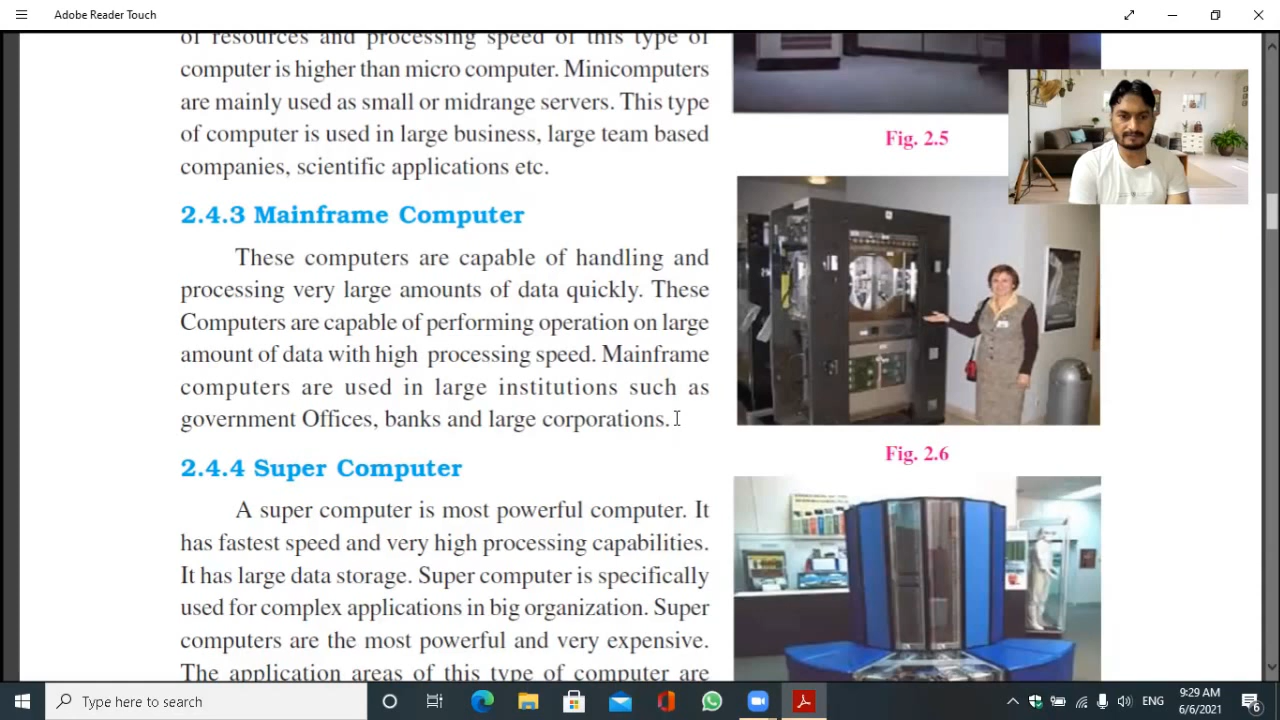 Adobe Reader Touch
of resources and processing speed of this type of
computer is higher than micro computer. Minicomputers
are mainly used as small or midrange servers. This type
of computer is used in large business, large team based
companies, scientific applications etc.
Fig. 2.5
2.4.3 Mainframe Computer
These computers are capable of handling and
processing very large amounts of data quickly. These
Computers are capable of performing operation on large
amount of data with high processing speed. Mainframe
computers are used in large institutions such as
government Offices, banks and large corporations.
Fig. 2.6
2.4.4 Super Computer
A super computer is most powerful computer. It
has fastest speed and very high processing capabilities.
It has large data storage. Super computer is specifically
used for complex applications in big organization. Super
computers are the most powerful and very expensive.
The application areas of this type of computer are
Type here to search
ENG
9:29 AM
6/6/2021
6